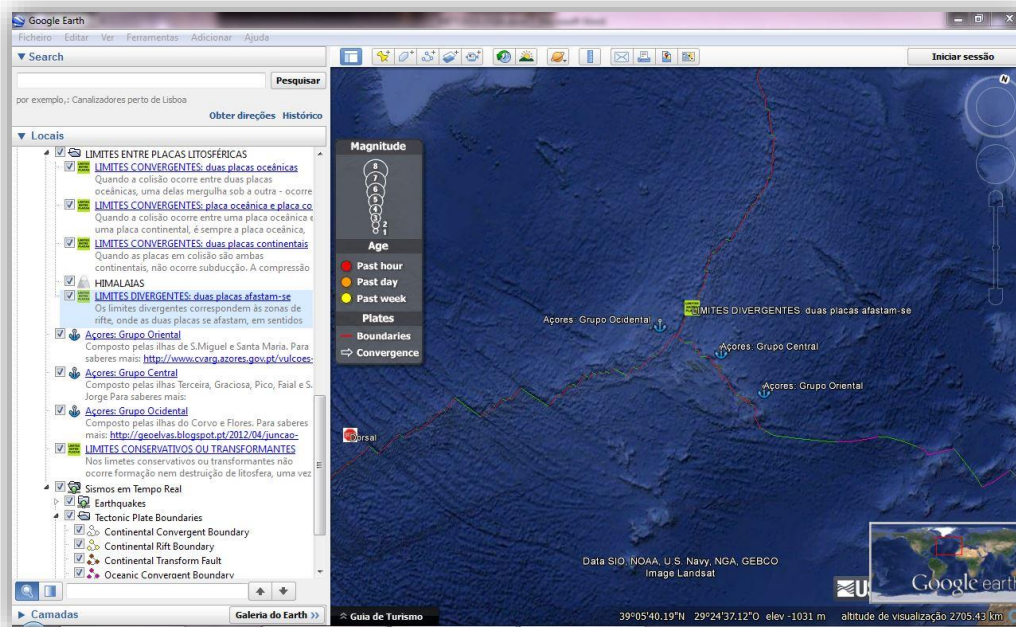 Google Earth
Ficheiro Editar Ver Ferramentas Adicionar Ajuda
Search
Pesquisar
por exemplo,: Canalizadores perto de Lisboa
Obter direções Histórico
Locais
LIMITES ENTRE PLACAS LITOSFÉRICAS
LIMITES CONVERGENTES: duas placas oceânicas
Quando a colisão ocorre entre duas placas
oceânicas, uma delas mergulha sob a outra - ocorre
LIMITES CONVERGENTES: placa oceânica e placa co
Quando a colisão ocorre entre uma placa oceânica e
uma placa continental, é sempre a placa oceânica,
LIMITES CONVERGENTES: duas placas continentais
Quando as placas em colisão são ambas
continentais, não ocorre subducção. A compressão
HIMALAIAS
LIMITES DIVERGENTES: duas placas afastam-se
Os limites divergentes correspondem às zonas de
rifte, onde as duas placas se afastam, em sentidos
Açores: Grupo Oriental
Composto pelas ilhas de S.Miguel e Santa Maria. Para
saberes mais: http://www.cvarg.azores.gov.pt/vulcoes-
Açores: Grupo Central
Composto pelas ilhas Terceira, Graciosa, Pico, Faial e S.
Jorge Para saberes mais:
Açores: Grupo Ocidental
Composto pelas ilhas do Corvo e Flores. Para saberes
mais: http://geoelvas.blogspot.pt/2012/04/juncao-
LIMITES CONSERVATIVOS OU TRANSFORMANTES
Nos limetes conservativos ou transformantes não
ocorre formação nem destruição de litosfera, uma vez
Sismos em Tempo Real
Earthquakes
Tectonic Plate Boundaries
Continental Convergent Boundary
Continental Rift Boundary
Continental Transform Fault
Oceanic Convergent Boundary
Camadas
Galeria do Earth >>
Iniciar sessão
N
Magnitude
8
7
6
5
4
3
2
1
Age
Past hour
Past day
Past week
Plates
Boundaries
Convergence
LIMITES DIVERGENTES: duas placas afastam-se
Açores: Grupo Ocidental
Açores: Grupo Central
Açores: Grupo Oriental
Dorsal
Data SIO, NOAA, U.S. Navy, NGA, GEBCO
Image Landsat
Google earth
Guia de Turismo
39°05'40.19"N 29°24'37.12"O elev -1031 m altitude de visualização 2705.43 km